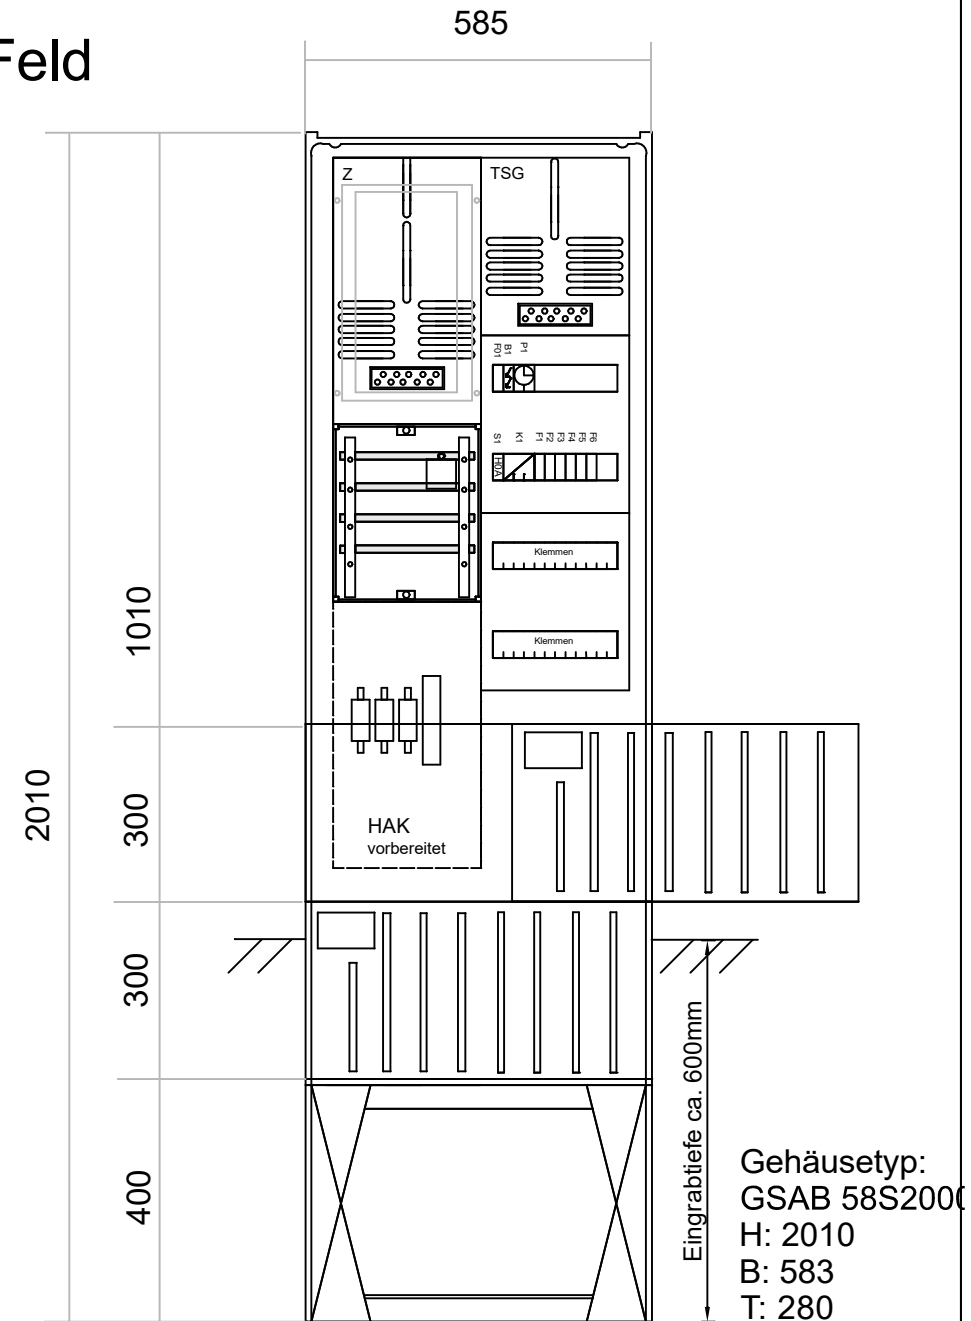 585
Feld
Z
TSG
F01
B1
P1
S1
K1
F1
F2
F3
F4
F5
F6
H0A
Klemmen
Klemmen
1010
2010
300
HAK
vorbereitet
300
400
Eingrabtiefe ca. 600mm
Gehäusetyp:
GSAB 58S2000
H: 2010
B: 583
T: 280